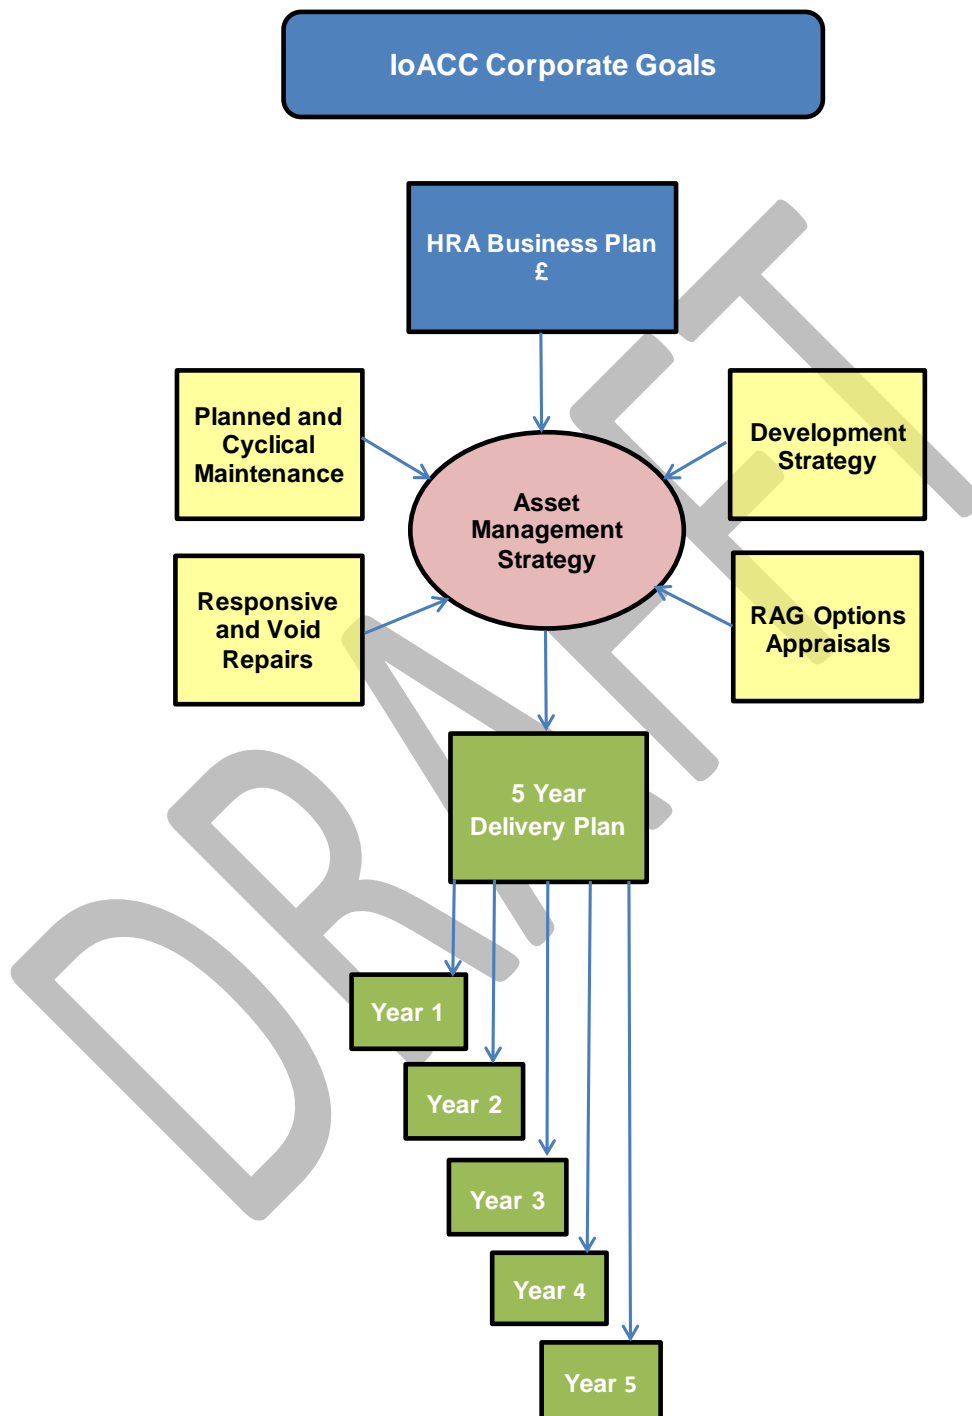 IoACC Corporate Goals
HRA Business Plan
£
Planned and
Cyclical
Maintenance
Development
Strategy
Asset
Management
Strategy
Responsive
and Void
Repairs
RAG Options
Appraisals
5 Year
Delivery Plan
Year 1
Year 2
Year 3
Year 4
Year 5
DRAFT